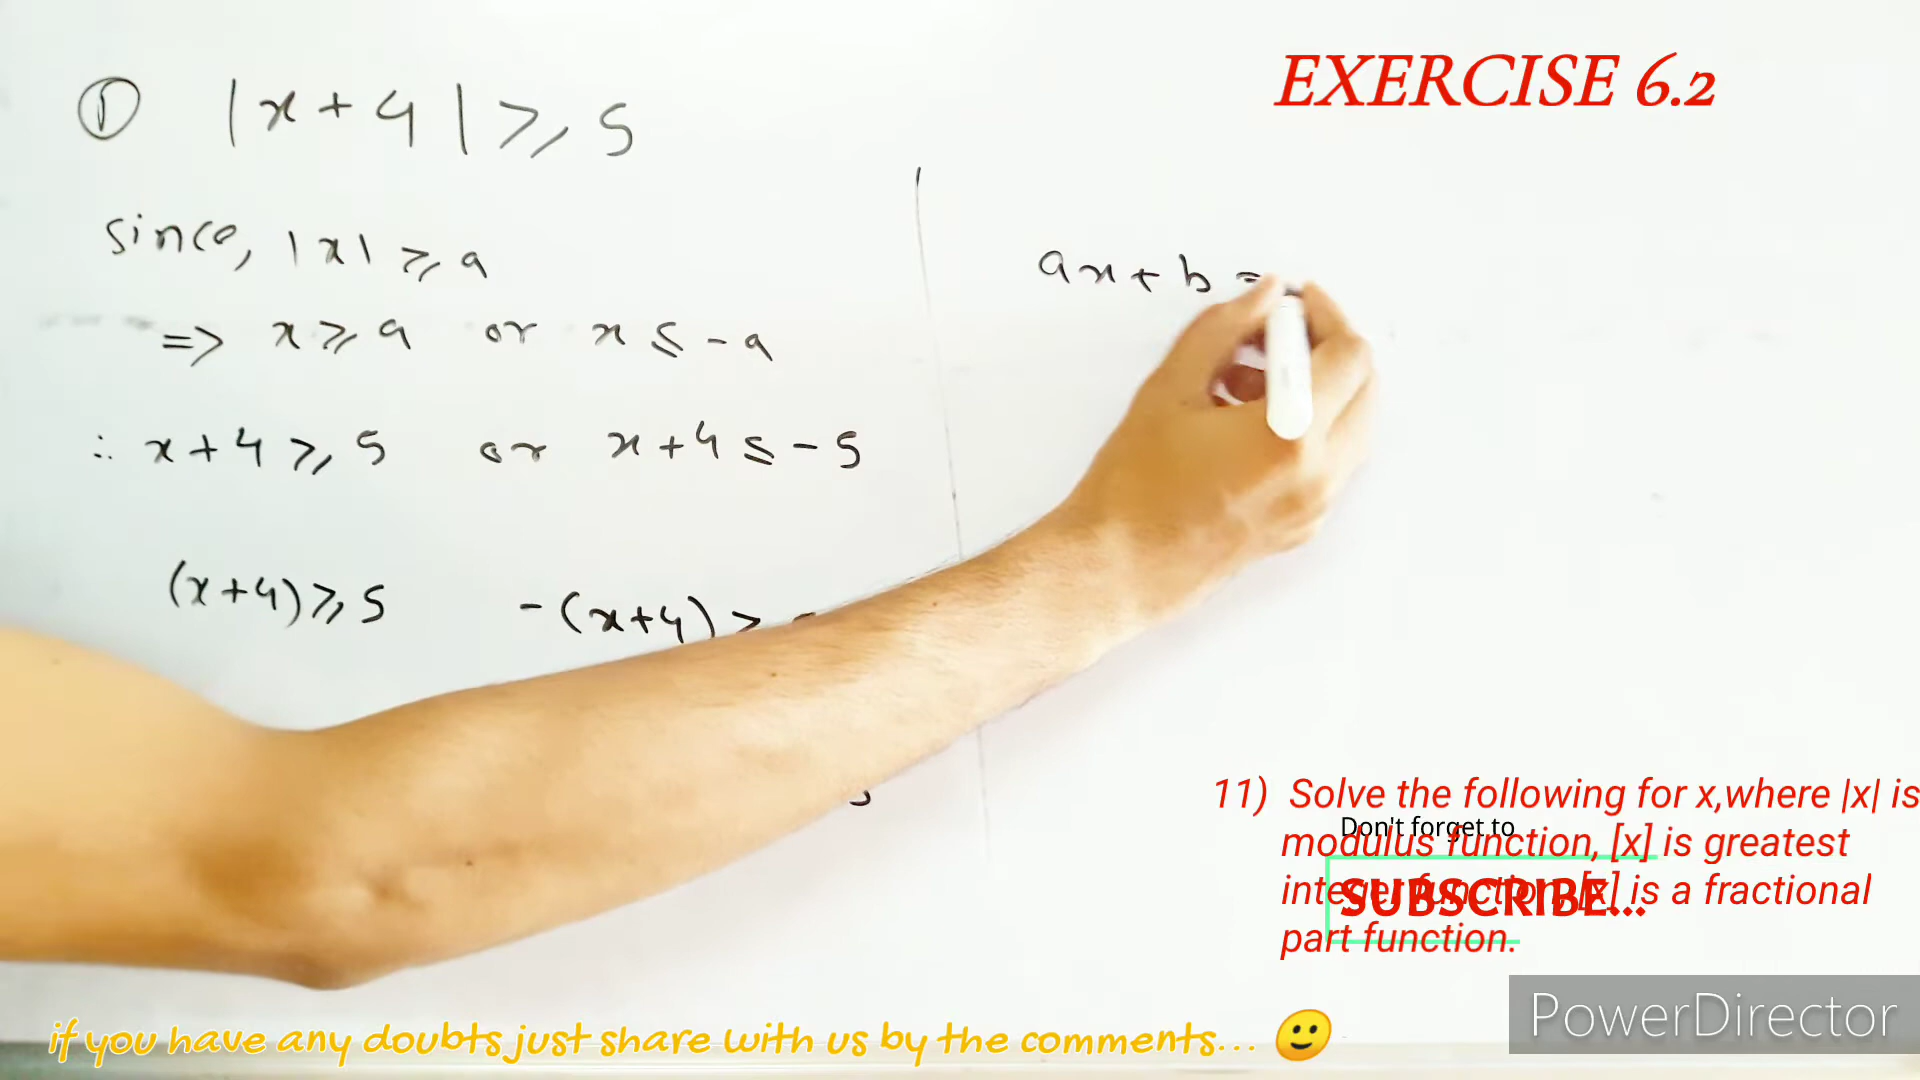 ① |x+4| ⩾ 5
since, |x| ⩾ a
=> x ⩾ a or x ⩽ -a
∴ x+4 ⩾ 5 or x+4 ⩽ -5
(x+4) ⩾ 5 -(x+4) ⩾
EXERCISE 6.2
ax+b =
11) Solve the following for x,where |x| is
modulus function, [x] is greatest
integer function, [x] is a fractional
part function.
Don't forget to
SUBSCRIBE...
PowerDirector
if you have any doubts just share with us by the comments... 🙂